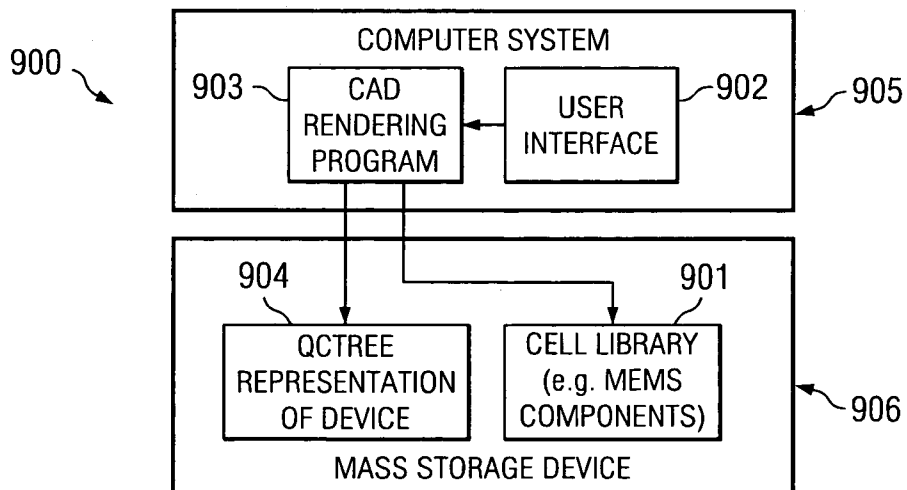 COMPUTER SYSTEM
900
903
CAD
RENDERING
PROGRAM
USER
INTERFACE
902
905
904
QCTREE
REPRESENTATION
OF DEVICE
901
CELL LIBRARY
(e.g. MEMS
COMPONENTS)
906
MASS STORAGE DEVICE